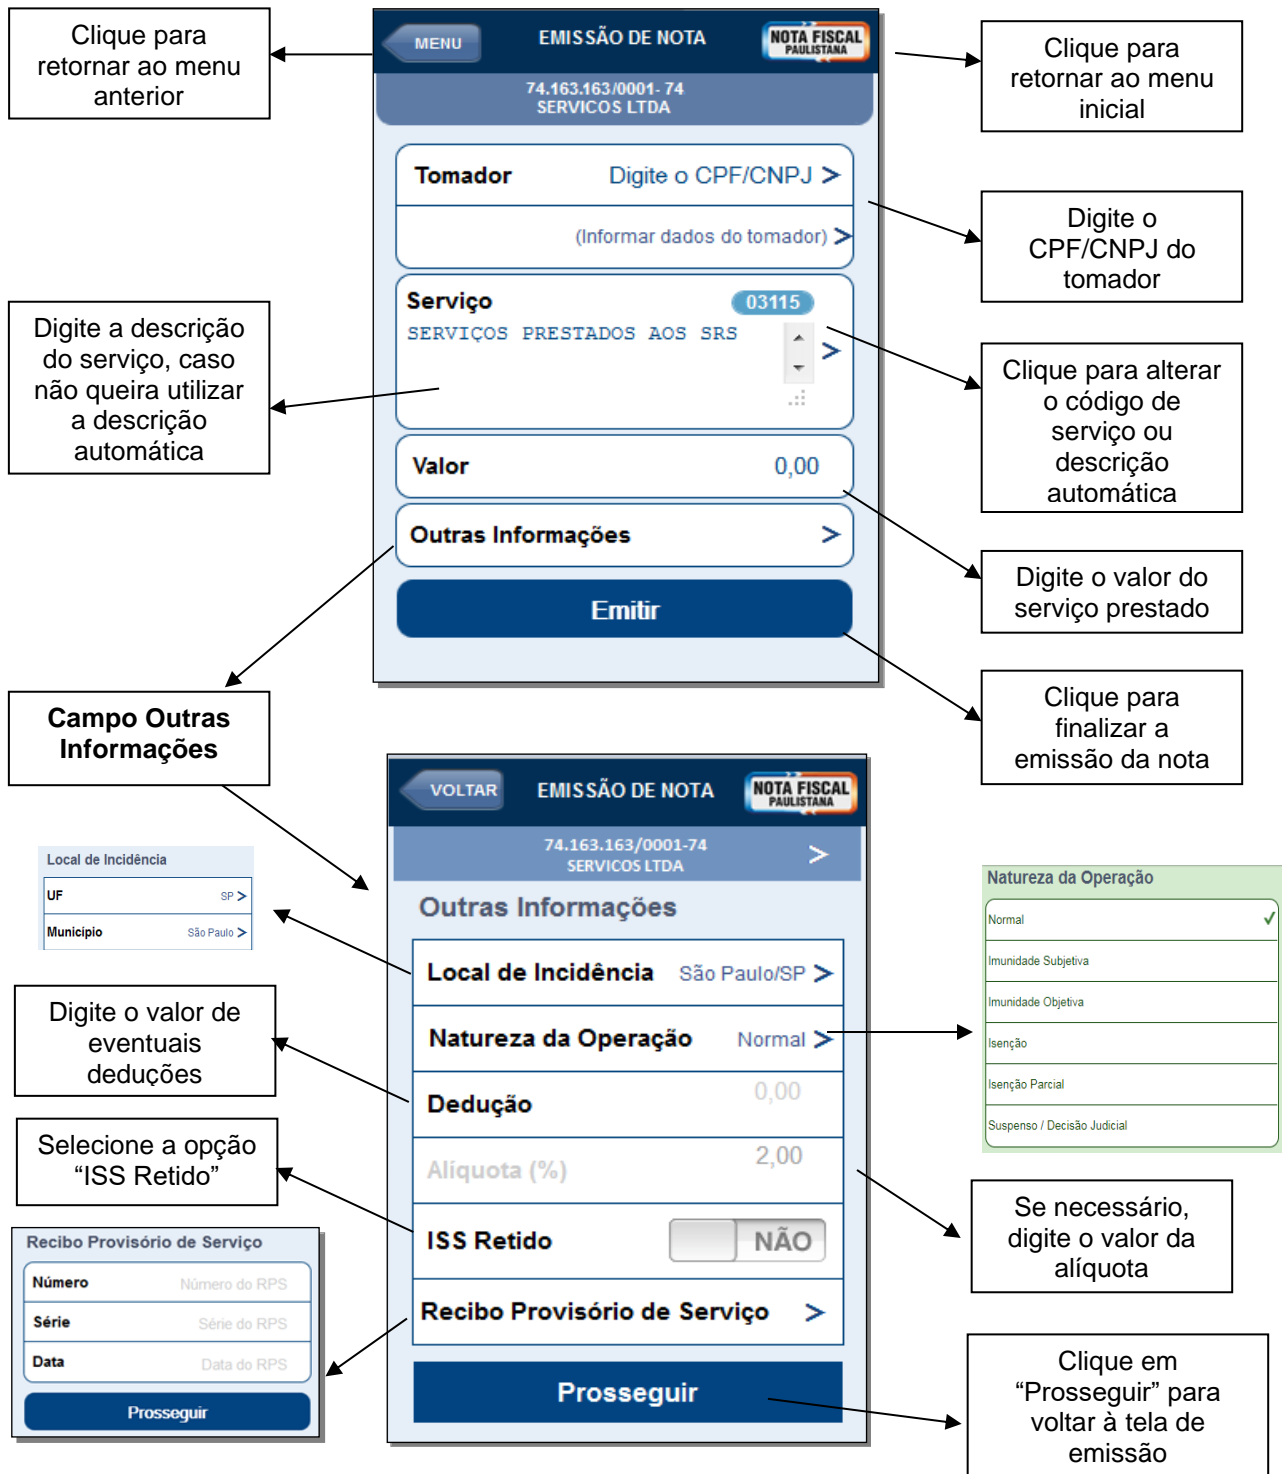 Clique para
retornar ao menu
anterior
MENU
EMISSÃO DE NOTA
NOTA FISCAL
PAULISTANA
74.163.163/0001- 74
SERVICOS LTDA
Clique para
retornar ao menu
inicial
Tomador
Digite o CPF/CNPJ >
(Informar dados do tomador) >
Digite o
CPF/CNPJ do
tomador
Serviço
03115
SERVIÇOS PRESTADOS AOS SRS
>
Digite a descrição
do serviço, caso
não queira utilizar
a descrição
automática
Clique para alterar
o código de
serviço ou
descrição
automática
Valor
0,00
Outras Informações
>
Digite o valor do
serviço prestado
Emitir
Clique para
finalizar a
emissão da nota
Campo Outras
Informações
VOLTAR
EMISSÃO DE NOTA
NOTA FISCAL
PAULISTANA
74.163.163/0001-74
SERVICOS LTDA
>
Outras Informações
Local de Incidência
São Paulo/SP >
Natureza da Operação
Normal >
Dedução
0,00
Alíquota (%)
2,00
ISS Retido
NÃO
Recibo Provisório de Serviço
>
Prosseguir
Local de Incidência
UF
SP >
Município
São Paulo >
Digite o valor de
eventuais
deduções
Selecione a opção
“ISS Retido”
Recibo Provisório de Serviço
Número
Número do RPS
Série
Série do RPS
Data
Data do RPS
Prosseguir
Natureza da Operação
Normal
Imunidade Subjetiva
Imunidade Objetiva
Isenção
Isenção Parcial
Suspenso / Decisão Judicial
Se necessário,
digite o valor da
alíquota
Clique em
“Prosseguir” para
voltar à tela de
emissão